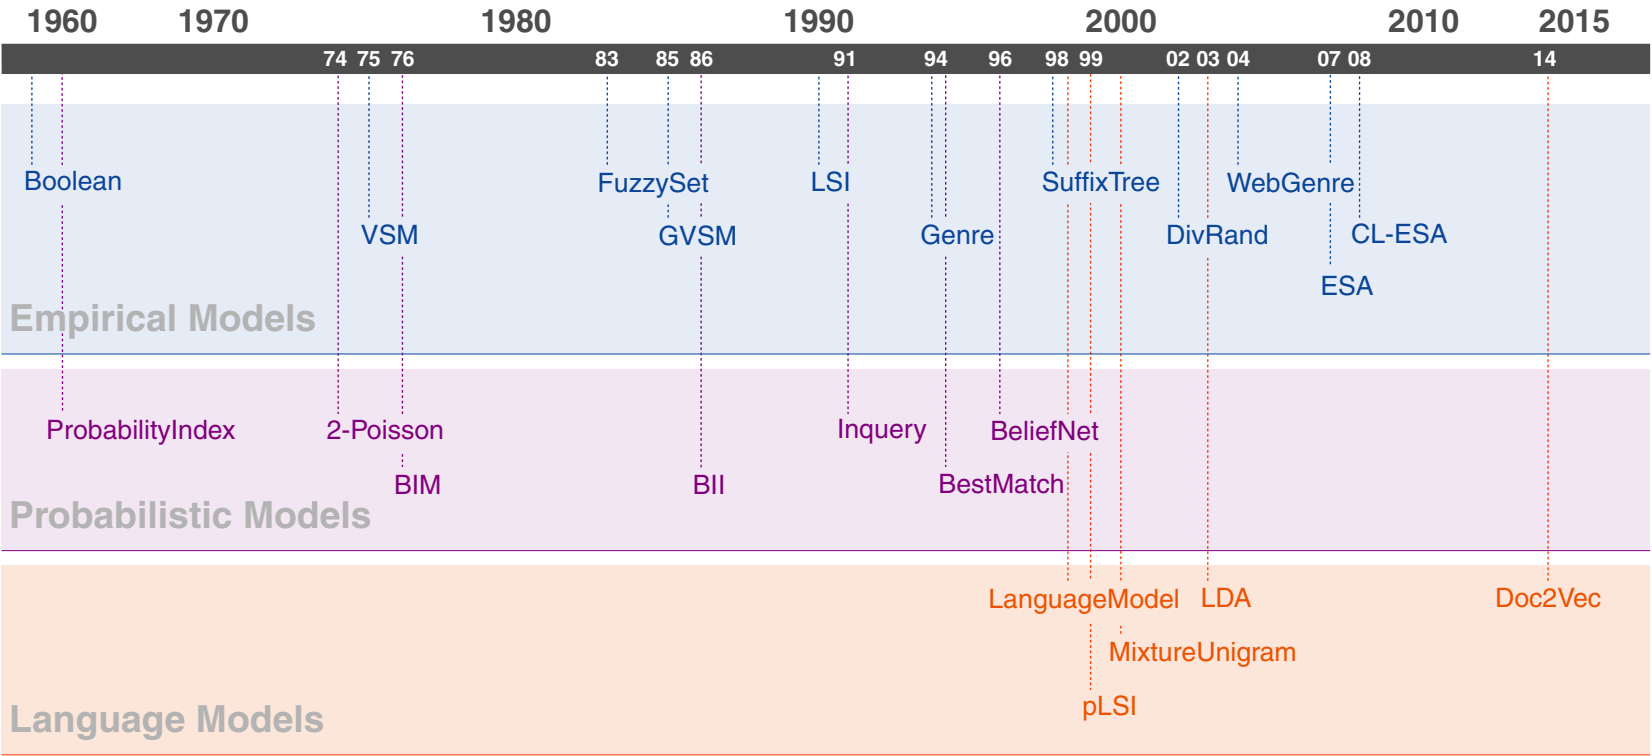 1960 1970 1980 1990 2000 2010 2015
74 75 76 83 85 86 91 94 96 98 99 02 03 04 07 08 14
Boolean FuzzySet LSI SuffixTree WebGenre
VSM GVSM Genre DivRand CL-ESA
ESA
Empirical Models
ProbabilityIndex 2-Poisson Inquery BeliefNet
BIM BII BestMatch
Probabilistic Models
LanguageModel LDA Doc2Vec
MixtureUnigram
pLSI
Language Models